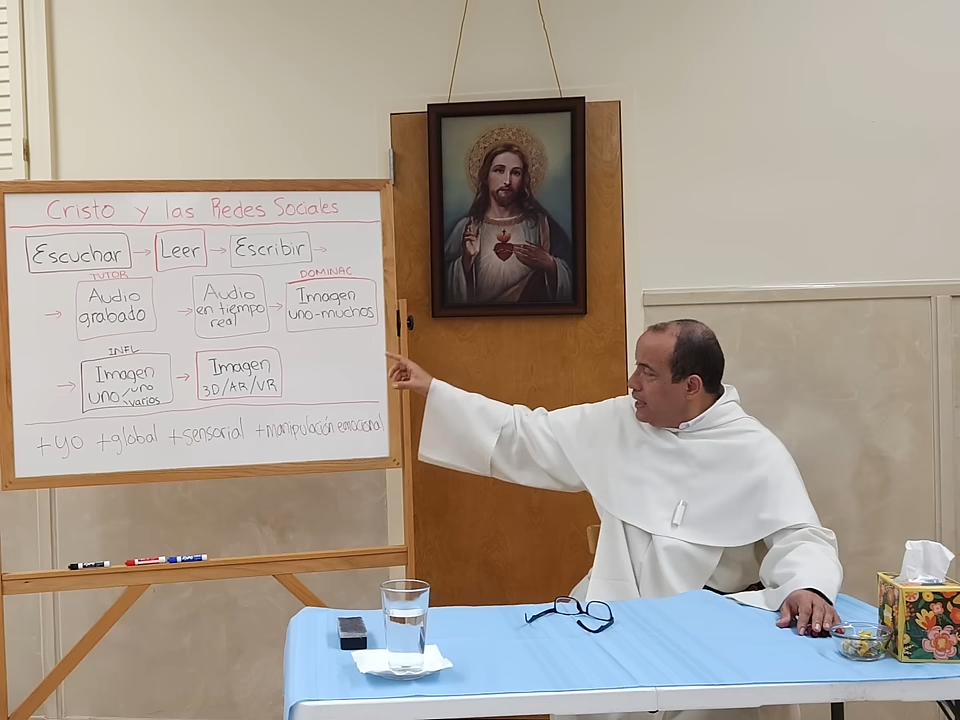 Cristo y las Redes Sociales
Escuchar → Leer → Escribir →
TUTOR DOMINAC
→ Audio grabado → Audio en tiempo real → Imagen uno-muchos
INFL
→ Imagen uno uno varios → Imagen 3D/AR/VR
+yo +global +sensorial +manipulación emocional